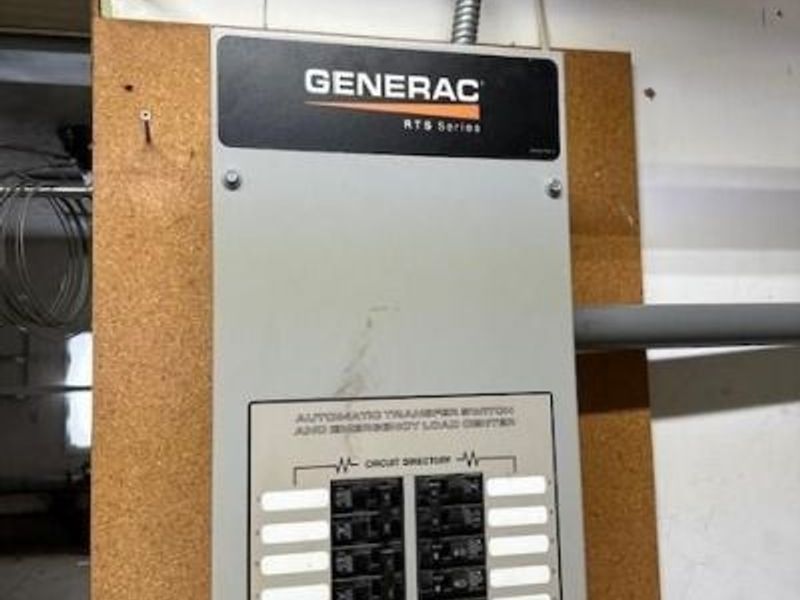 GENERAC
RTS Series
AUTOMATIC TRANSFER SWITCH
AND EMERGENCY LOAD CENTER
CIRCUIT DIRECTORY